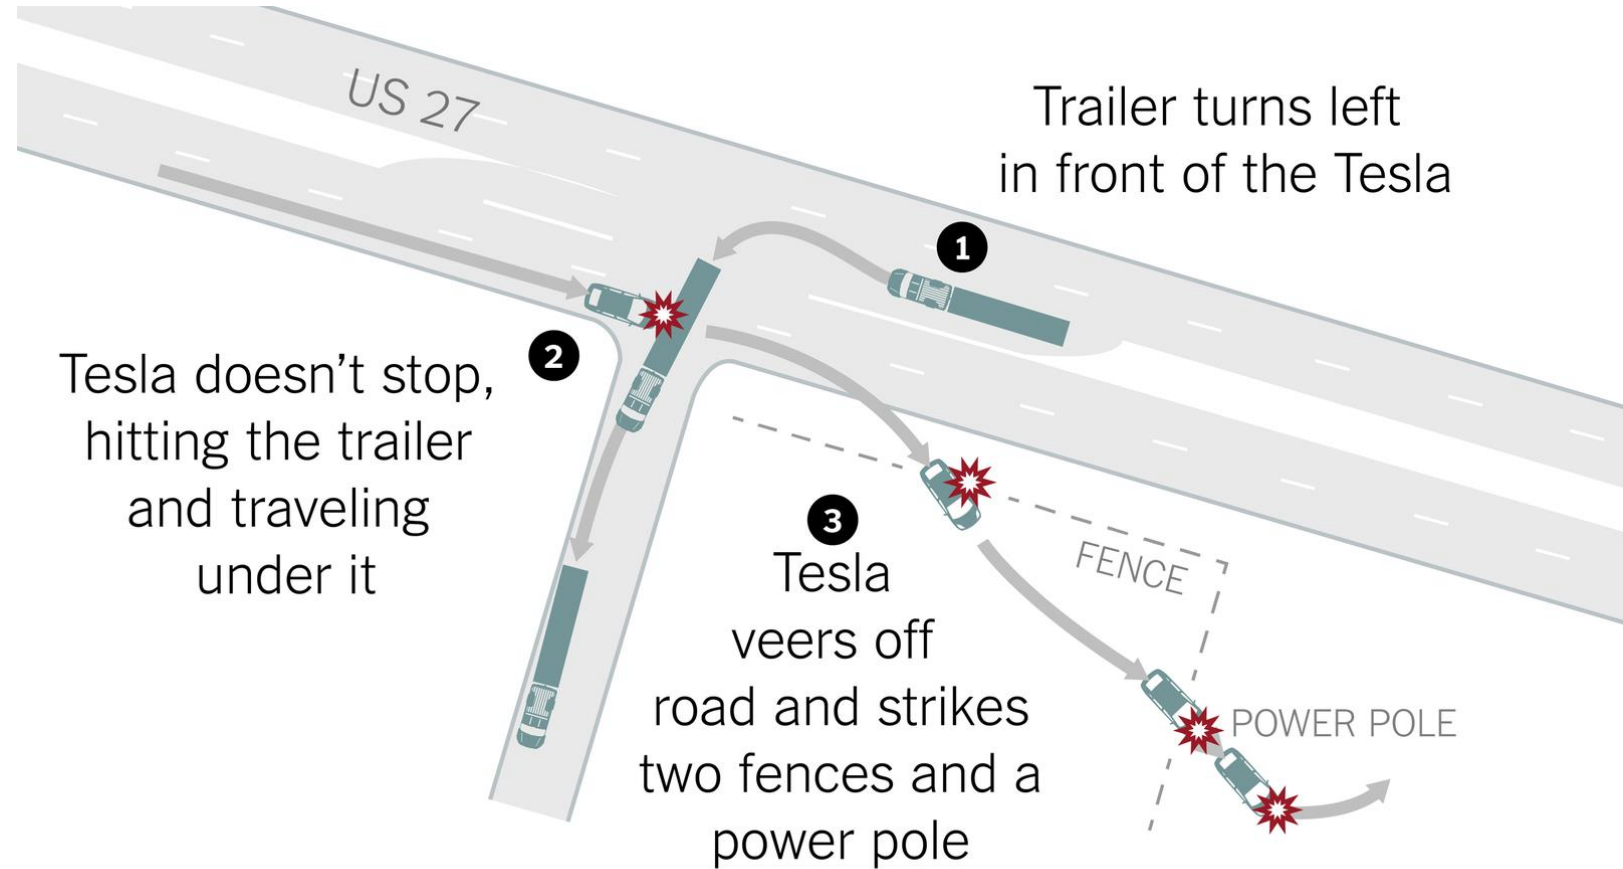 US 27
Trailer turns left
in front of the Tesla
1
2
Tesla doesn’t stop,
hitting the trailer
and traveling
under it
3
Tesla
veers off
road and strikes
two fences and a
power pole
FENCE
POWER POLE